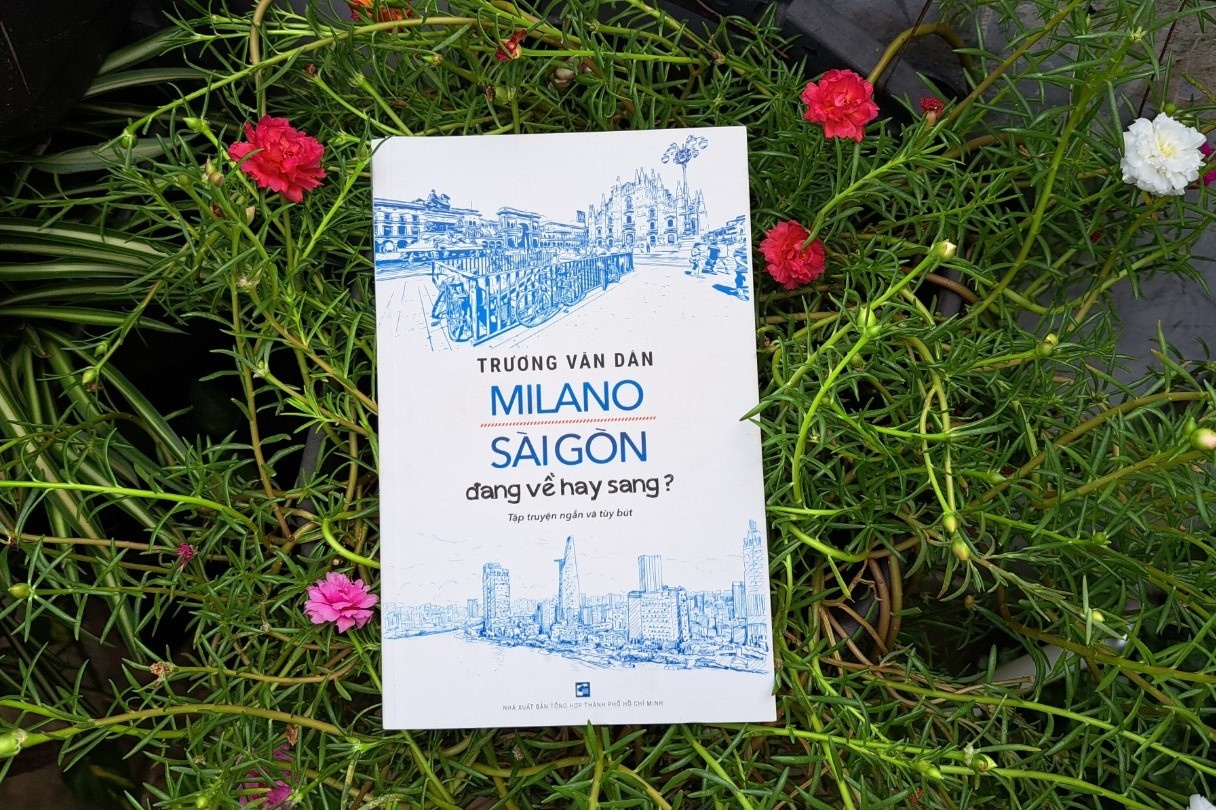 TRƯƠNG VĂN DÂN
MILANO
SÀI GÒN
đang về hay sang?
Tập truyện ngắn và tùy bút
NHÀ XUẤT BẢN TỔNG HỢP THÀNH PHỐ HỒ CHÍ MINH